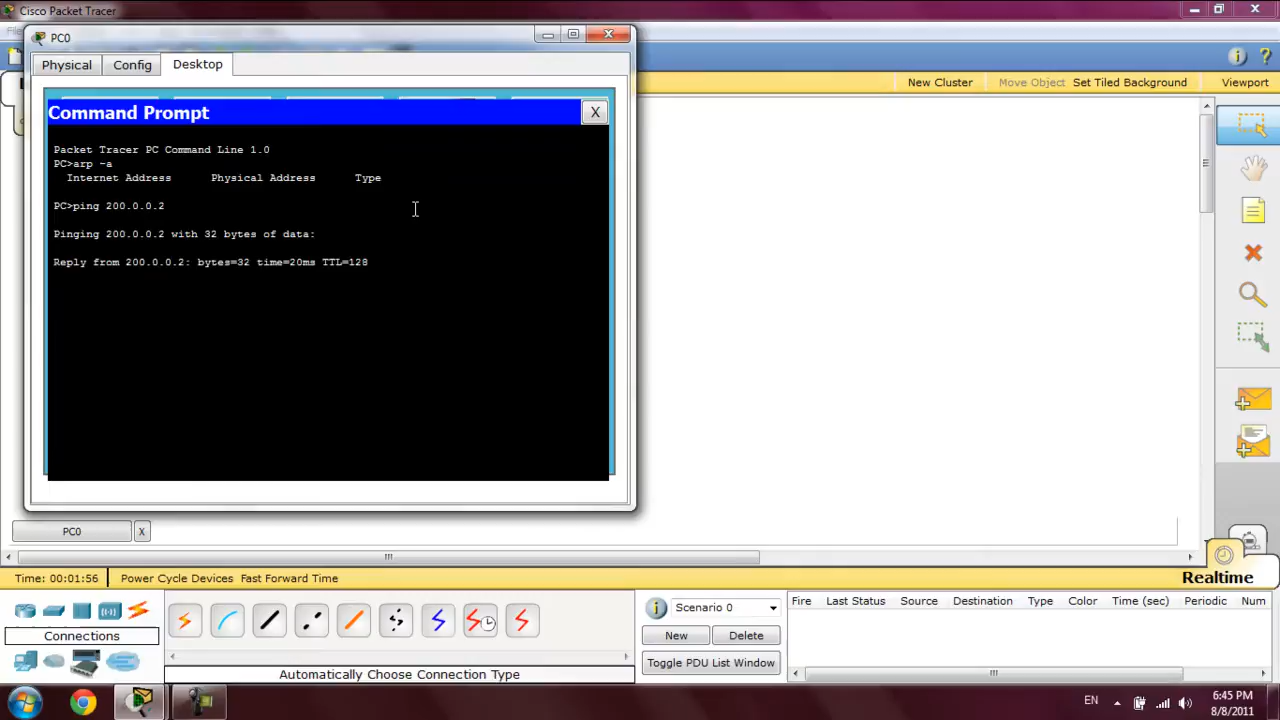 Cisco Packet Tracer
PC0
Physical
Config
Desktop
New Cluster
Move Object
Set Tiled Background
Viewport
Command Prompt
X
Packet Tracer PC Command Line 1.0
PC>arp -a
Internet Address Physical Address Type
PC>ping 200.0.0.2
Pinging 200.0.0.2 with 32 bytes of data:
Reply from 200.0.0.2: bytes=32 time=20ms TTL=128
PC0
X
Time: 00:01:56
Power Cycle Devices Fast Forward Time
Realtime
Connections
Automatically Choose Connection Type
Scenario 0
New
Delete
Toggle PDU List Window
Fire Last Status Source Destination Type Color Time (sec) Periodic Num
EN
6:45 PM
8/8/2011